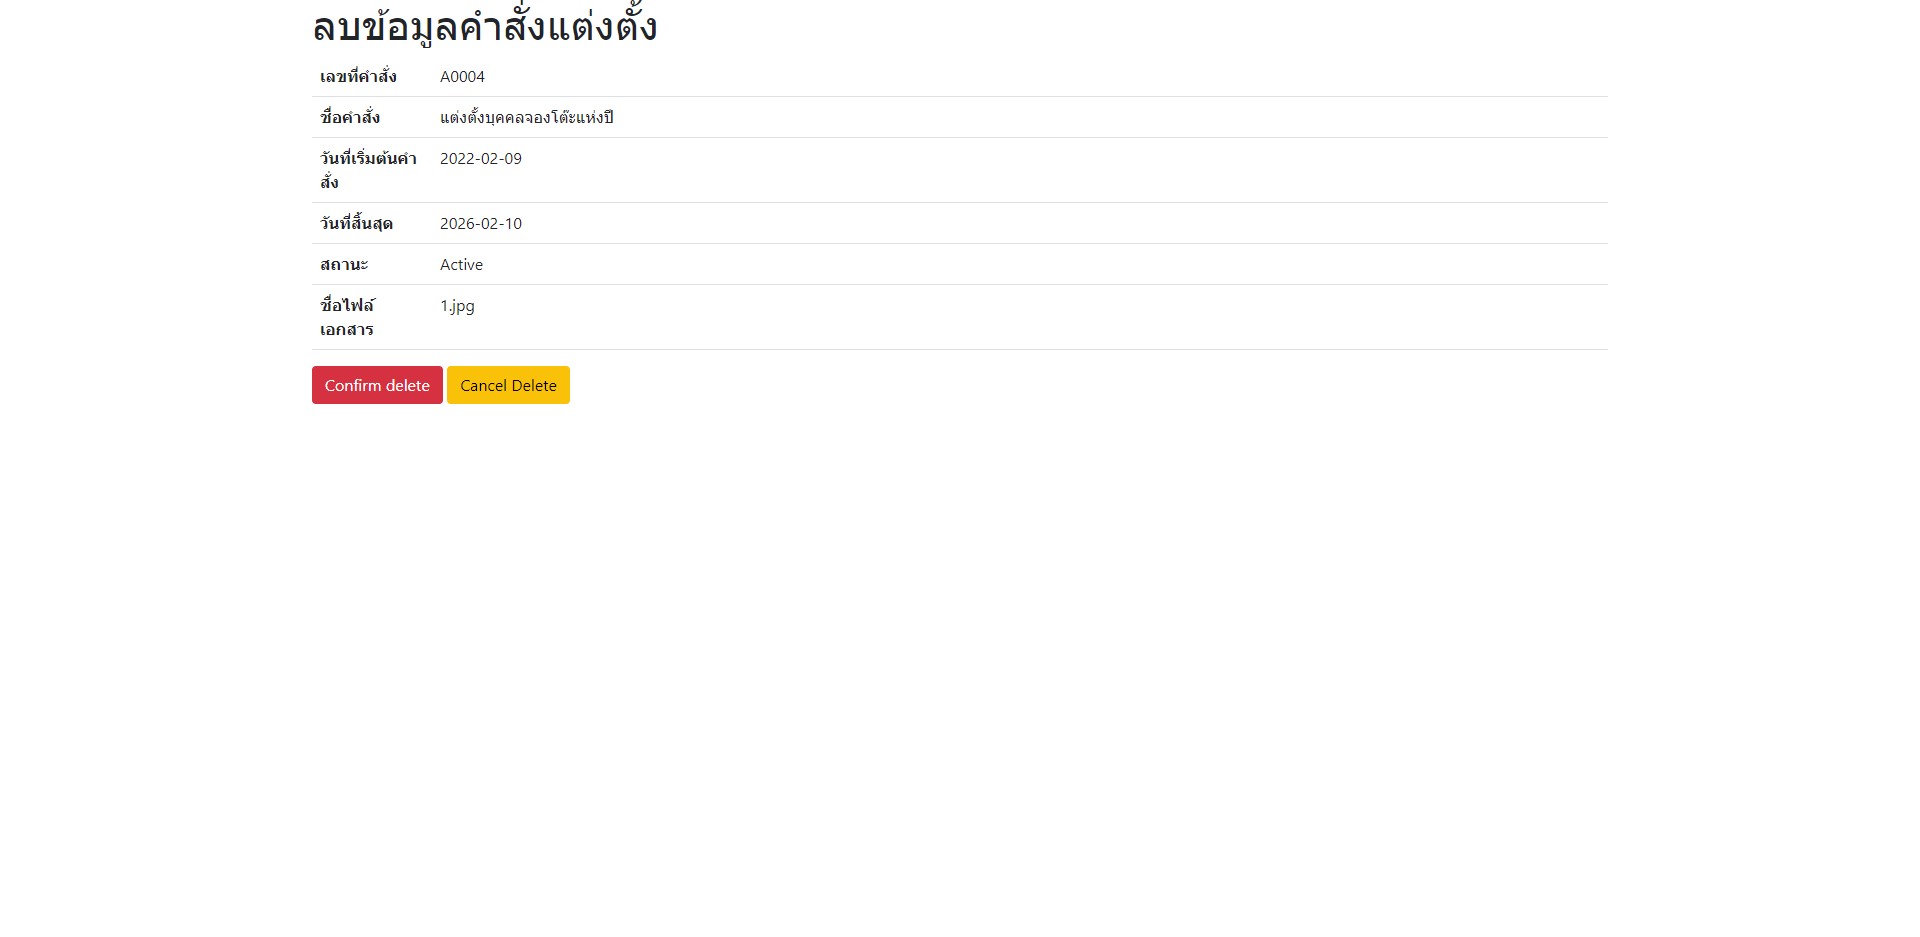 ลบข้อมูลคำสั่งแต่งตั้ง
เลขที่คำสั่ง A0004
ชื่อคำสั่ง แต่งตั้งบุคคลจองโต๊ะแห่งปี
วันที่เริ่มต้นคำ 2022-02-09
สั่ง
วันที่สิ้นสุด 2026-02-10
สถานะ Active
ชื่อไฟล์ 1.jpg
เอกสาร
Confirm delete Cancel Delete